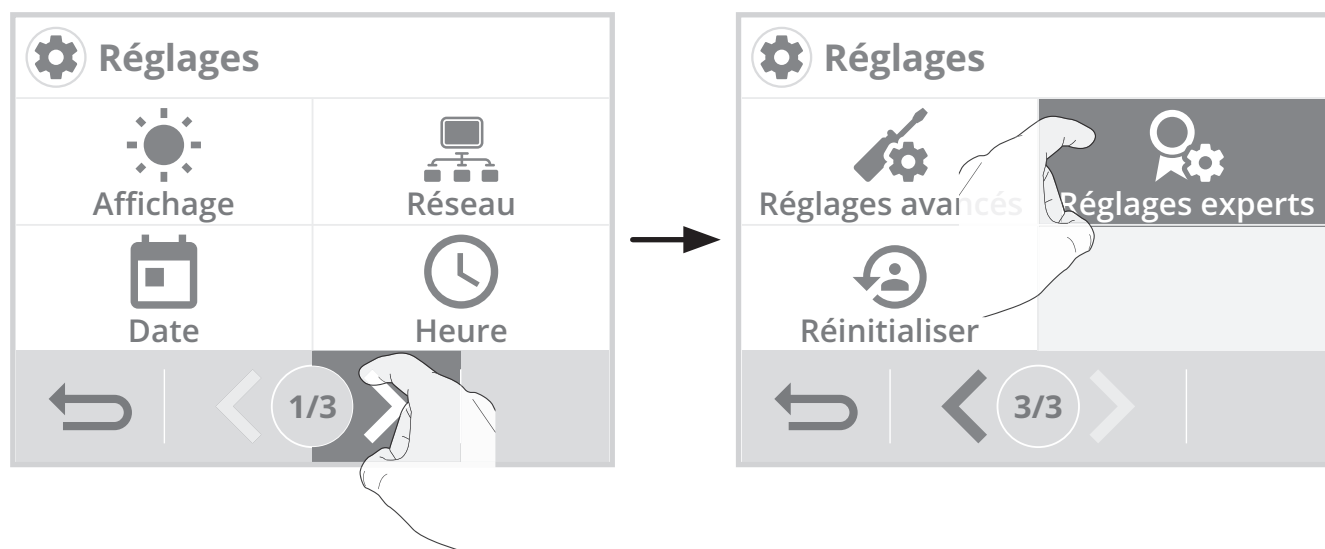 Réglages
Affichage
Réseau
Date
Heure
1/3
Réglages
Réglages avancés
Réglages experts
Réinitialiser
3/3